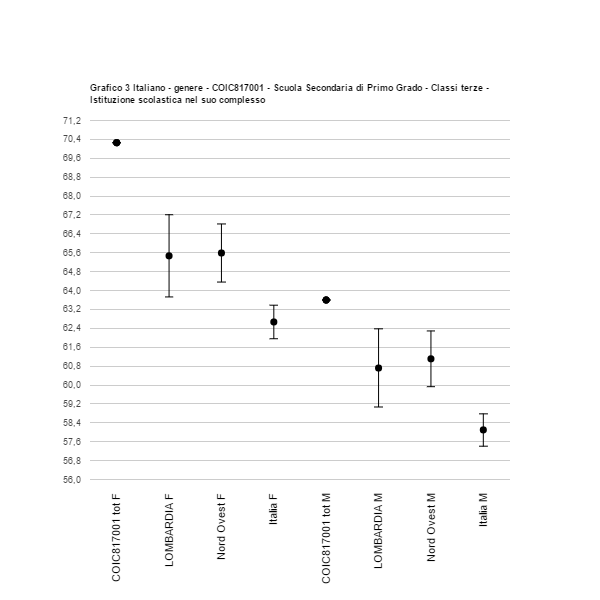 Grafico 3 Italiano - genere - COIC817001 - Scuola Secondaria di Primo Grado - Classi terze -
Istituzione scolastica nel suo complesso
71,2
70,4
69,6
68,8
68,0
67,2
66,4
65,6
64,8
64,0
63,2
62,4
61,6
60,8
60,0
59,2
58,4
57,6
56,8
56,0
COIC817001 tot F
LOMBARDIA F
Nord Ovest F
Italia F
COIC817001 tot M
LOMBARDIA M
Nord Ovest M
Italia M